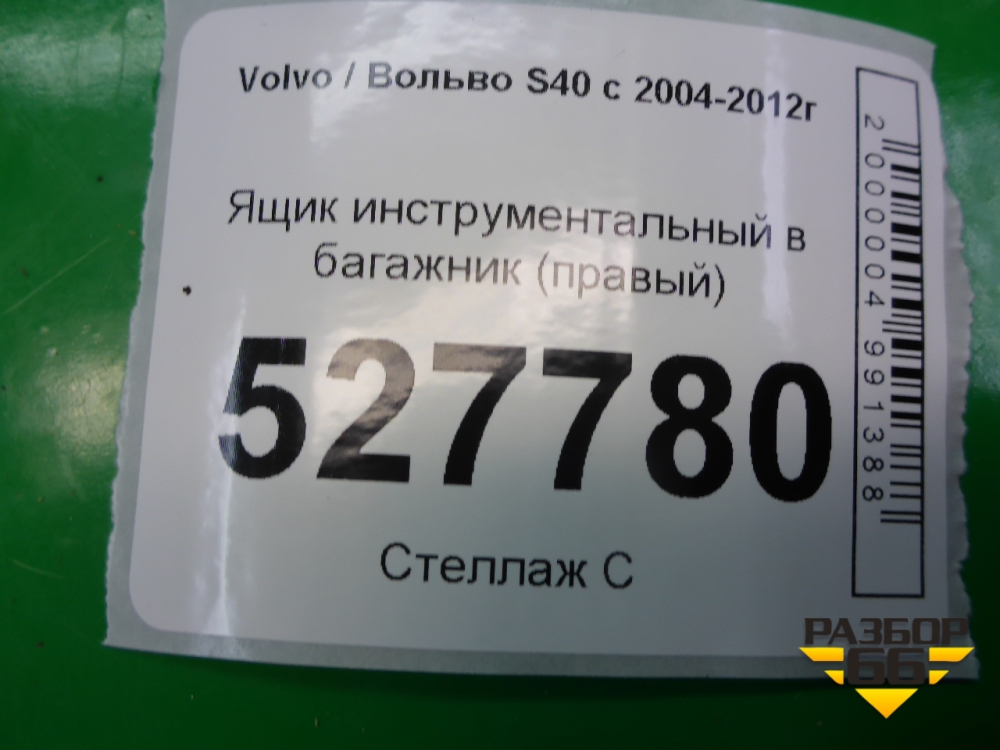 Volvo / Вольво S40 с 2004-2012г
Ящик инструментальный в
багажник (правый)
527780
Стеллаж С
2000004991388
РАЗБОР
66